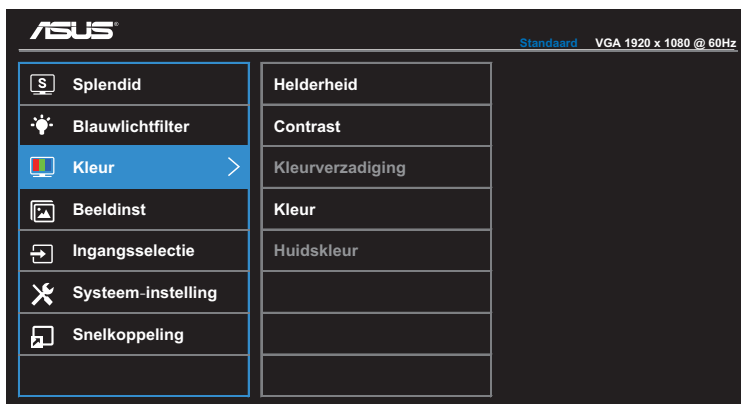 ASUS
Standaard VGA 1920 x 1080 @ 60Hz
S Splendid
Blauwlichtfilter
Kleur
Beeldinst
Ingangsselectie
Systeem-instelling
Snelkoppeling
Helderheid
Contrast
Kleurverzadiging
Kleur
Huidskleur